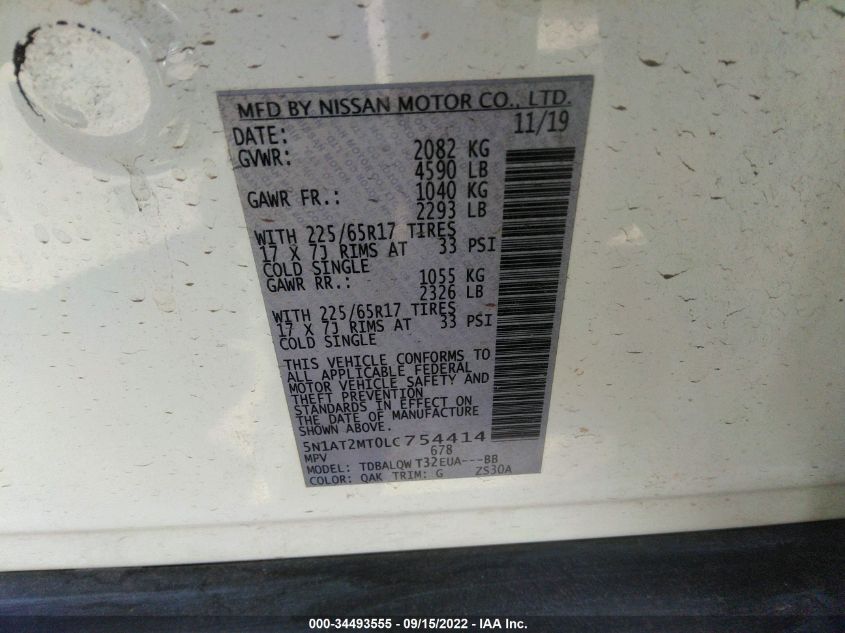 MFD BY NISSAN MOTOR CO., LTD.
DATE: 11/19
GVWR: 2082 KG
4590 LB
GAWR FR.: 1040 KG
2293 LB
WITH 225/65R17 TIRES
17 X 7J RIMS AT 33 PSI
COLD SINGLE
GAWR RR.: 1055 KG
2326 LB
WITH 225/65R17 TIRES
17 X 7J RIMS AT 33 PSI
COLD SINGLE
THIS VEHICLE CONFORMS TO
ALL APPLICABLE FEDERAL
MOTOR VEHICLE SAFETY AND
THEFT PREVENTION
STANDARDS IN EFFECT ON
THE DATE OF MANUFACTURE
SHOWN ABOVE.
5N1AT2MT0LC754414
MPV 678
MODEL: TDBALQW T32EUA---BB
COLOR: QAK TRIM: G ZS30A
000-34493555 - 09/15/2022 - IAA Inc.